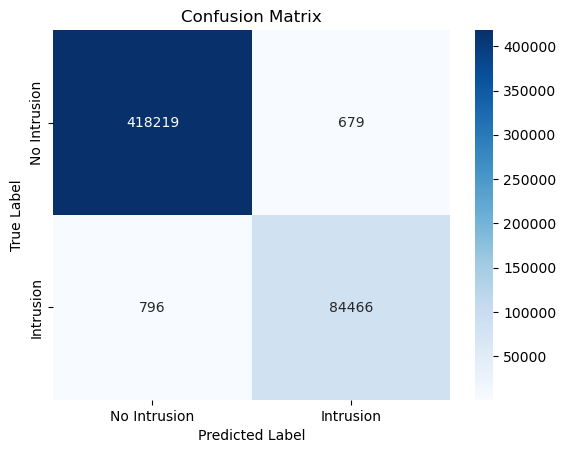 Confusion Matrix
True Label
No Intrusion
Intrusion
418219
679
796
84466
No Intrusion
Intrusion
Predicted Label
400000
350000
300000
250000
200000
150000
100000
50000